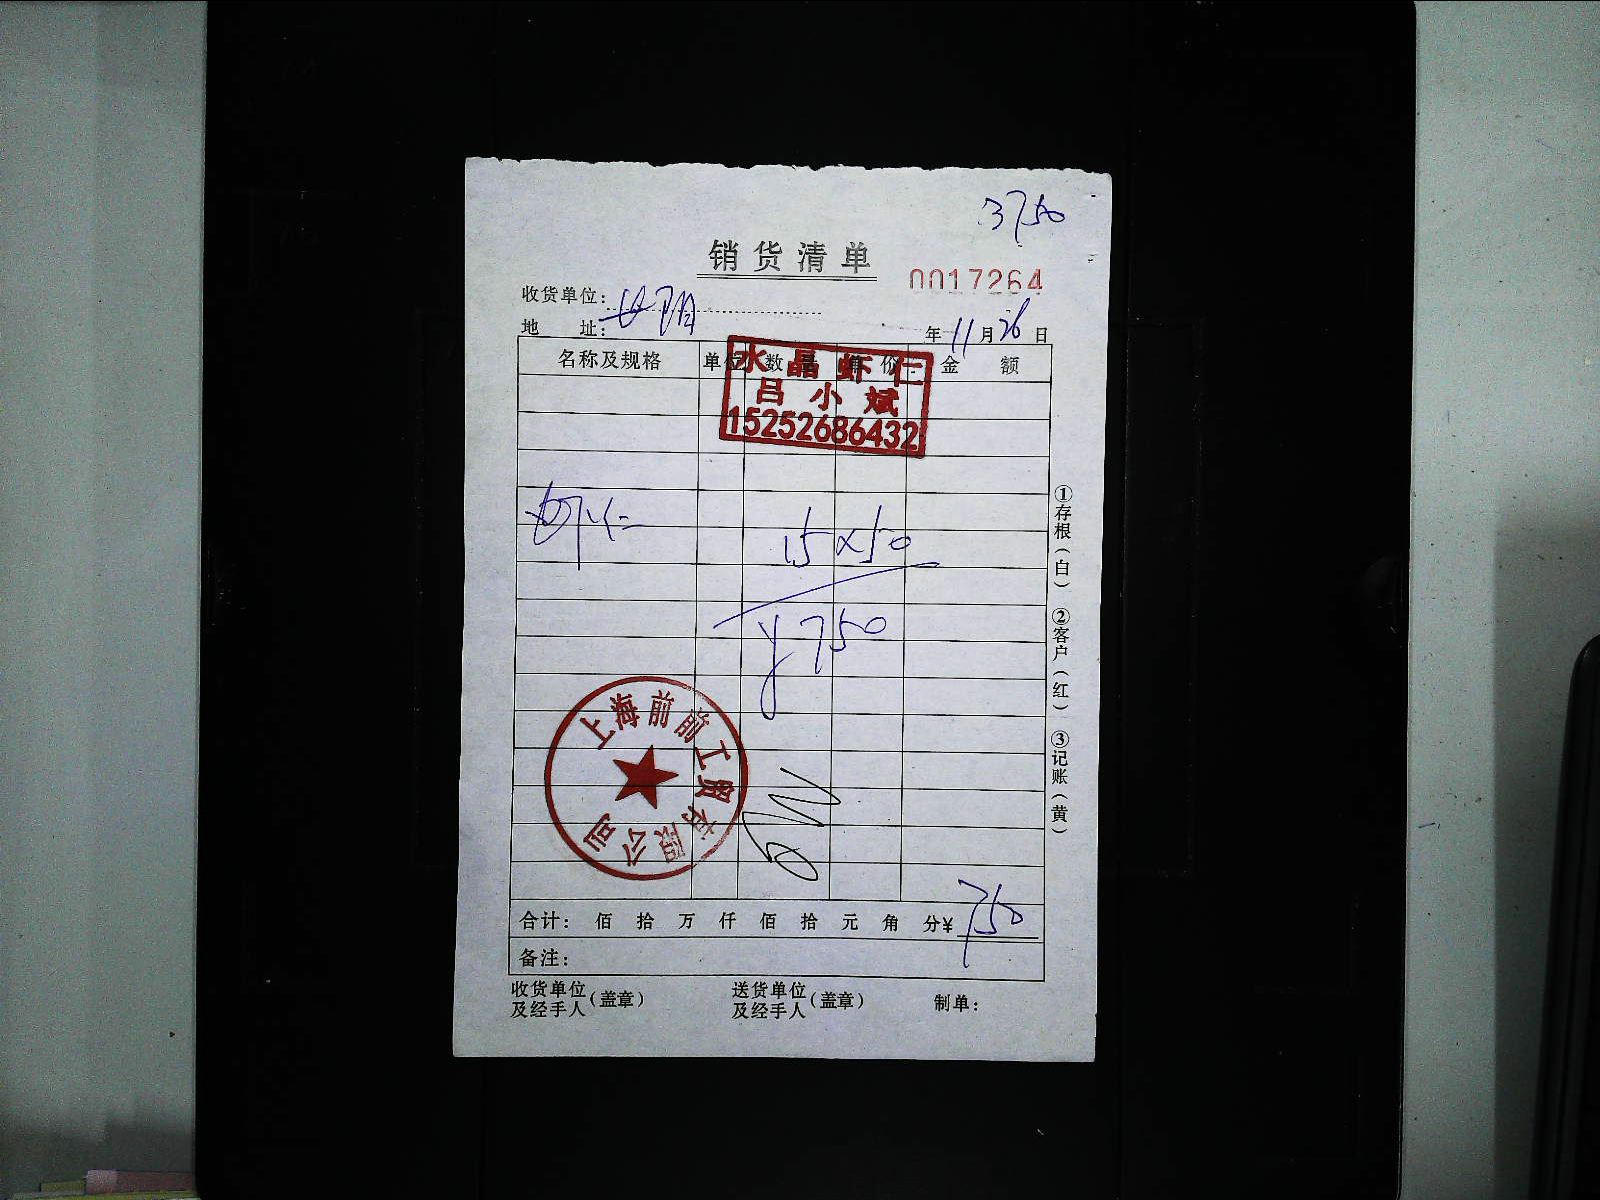 3750
销货清单
0017264
收货单位:
地 址: 年 11 月 26 日
名称及规格 单位 数量 单价 金 额
水晶虾仁
吕小斌
15252686432
虾仁 15×50
¥750
上海前前工贸有限公司
合计: 佰 拾 万 仟 佰 拾 元 角 分¥ 750
备注:
收货单位及经手人(盖章) 送货单位及经手人(盖章) 制单:
①存根(白) ②客户(红) ③记账(黄)